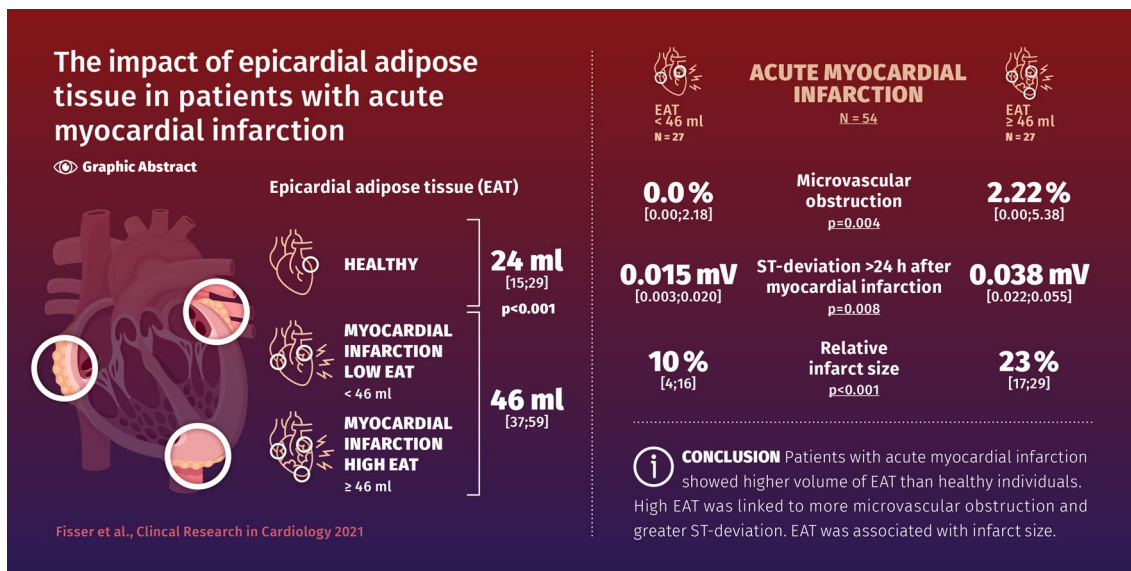 The impact of epicardial adipose
tissue in patients with acute
myocardial infarction
Graphic Abstract
Epicardial adipose tissue (EAT)
HEALTHY
24 ml
[15;29]
p<0.001
MYOCARDIAL
INFARCTION
LOW EAT
< 46 ml
46 ml
[37;59]
MYOCARDIAL
INFARCTION
HIGH EAT
≥ 46 ml
Fisser et al., Clincal Research in Cardiology 2021
EAT
< 46 ml
N = 27
ACUTE MYOCARDIAL
INFARCTION
N = 54
EAT
≥ 46 ml
N = 27
0.0 %
[0.00;2.18]
Microvascular
obstruction
p=0.004
2.22 %
[0.00;5.38]
0.015 mV
[0.003;0.020]
ST-deviation >24 h after
myocardial infarction
p=0.008
0.038 mV
[0.022;0.055]
10 %
[4;16]
Relative
infarct size
p<0.001
23 %
[17;29]
i
CONCLUSION Patients with acute myocardial infarction
showed higher volume of EAT than healthy individuals.
High EAT was linked to more microvascular obstruction and
greater ST-deviation. EAT was associated with infarct size.